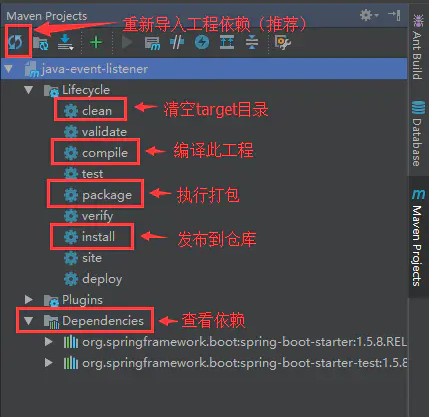 Maven Projects
重新导入工程依赖（推荐）
java-event-listener
Lifecycle
clean
清空target目录
validate
compile
编译此工程
test
package
执行打包
verify
install
发布到仓库
site
deploy
Plugins
Dependencies
查看依赖
org.springframework.boot:spring-boot-starter:1.5.8.REL
org.springframework.boot:spring-boot-starter-test:1.5.8
Ant Build
Database
Maven Projects